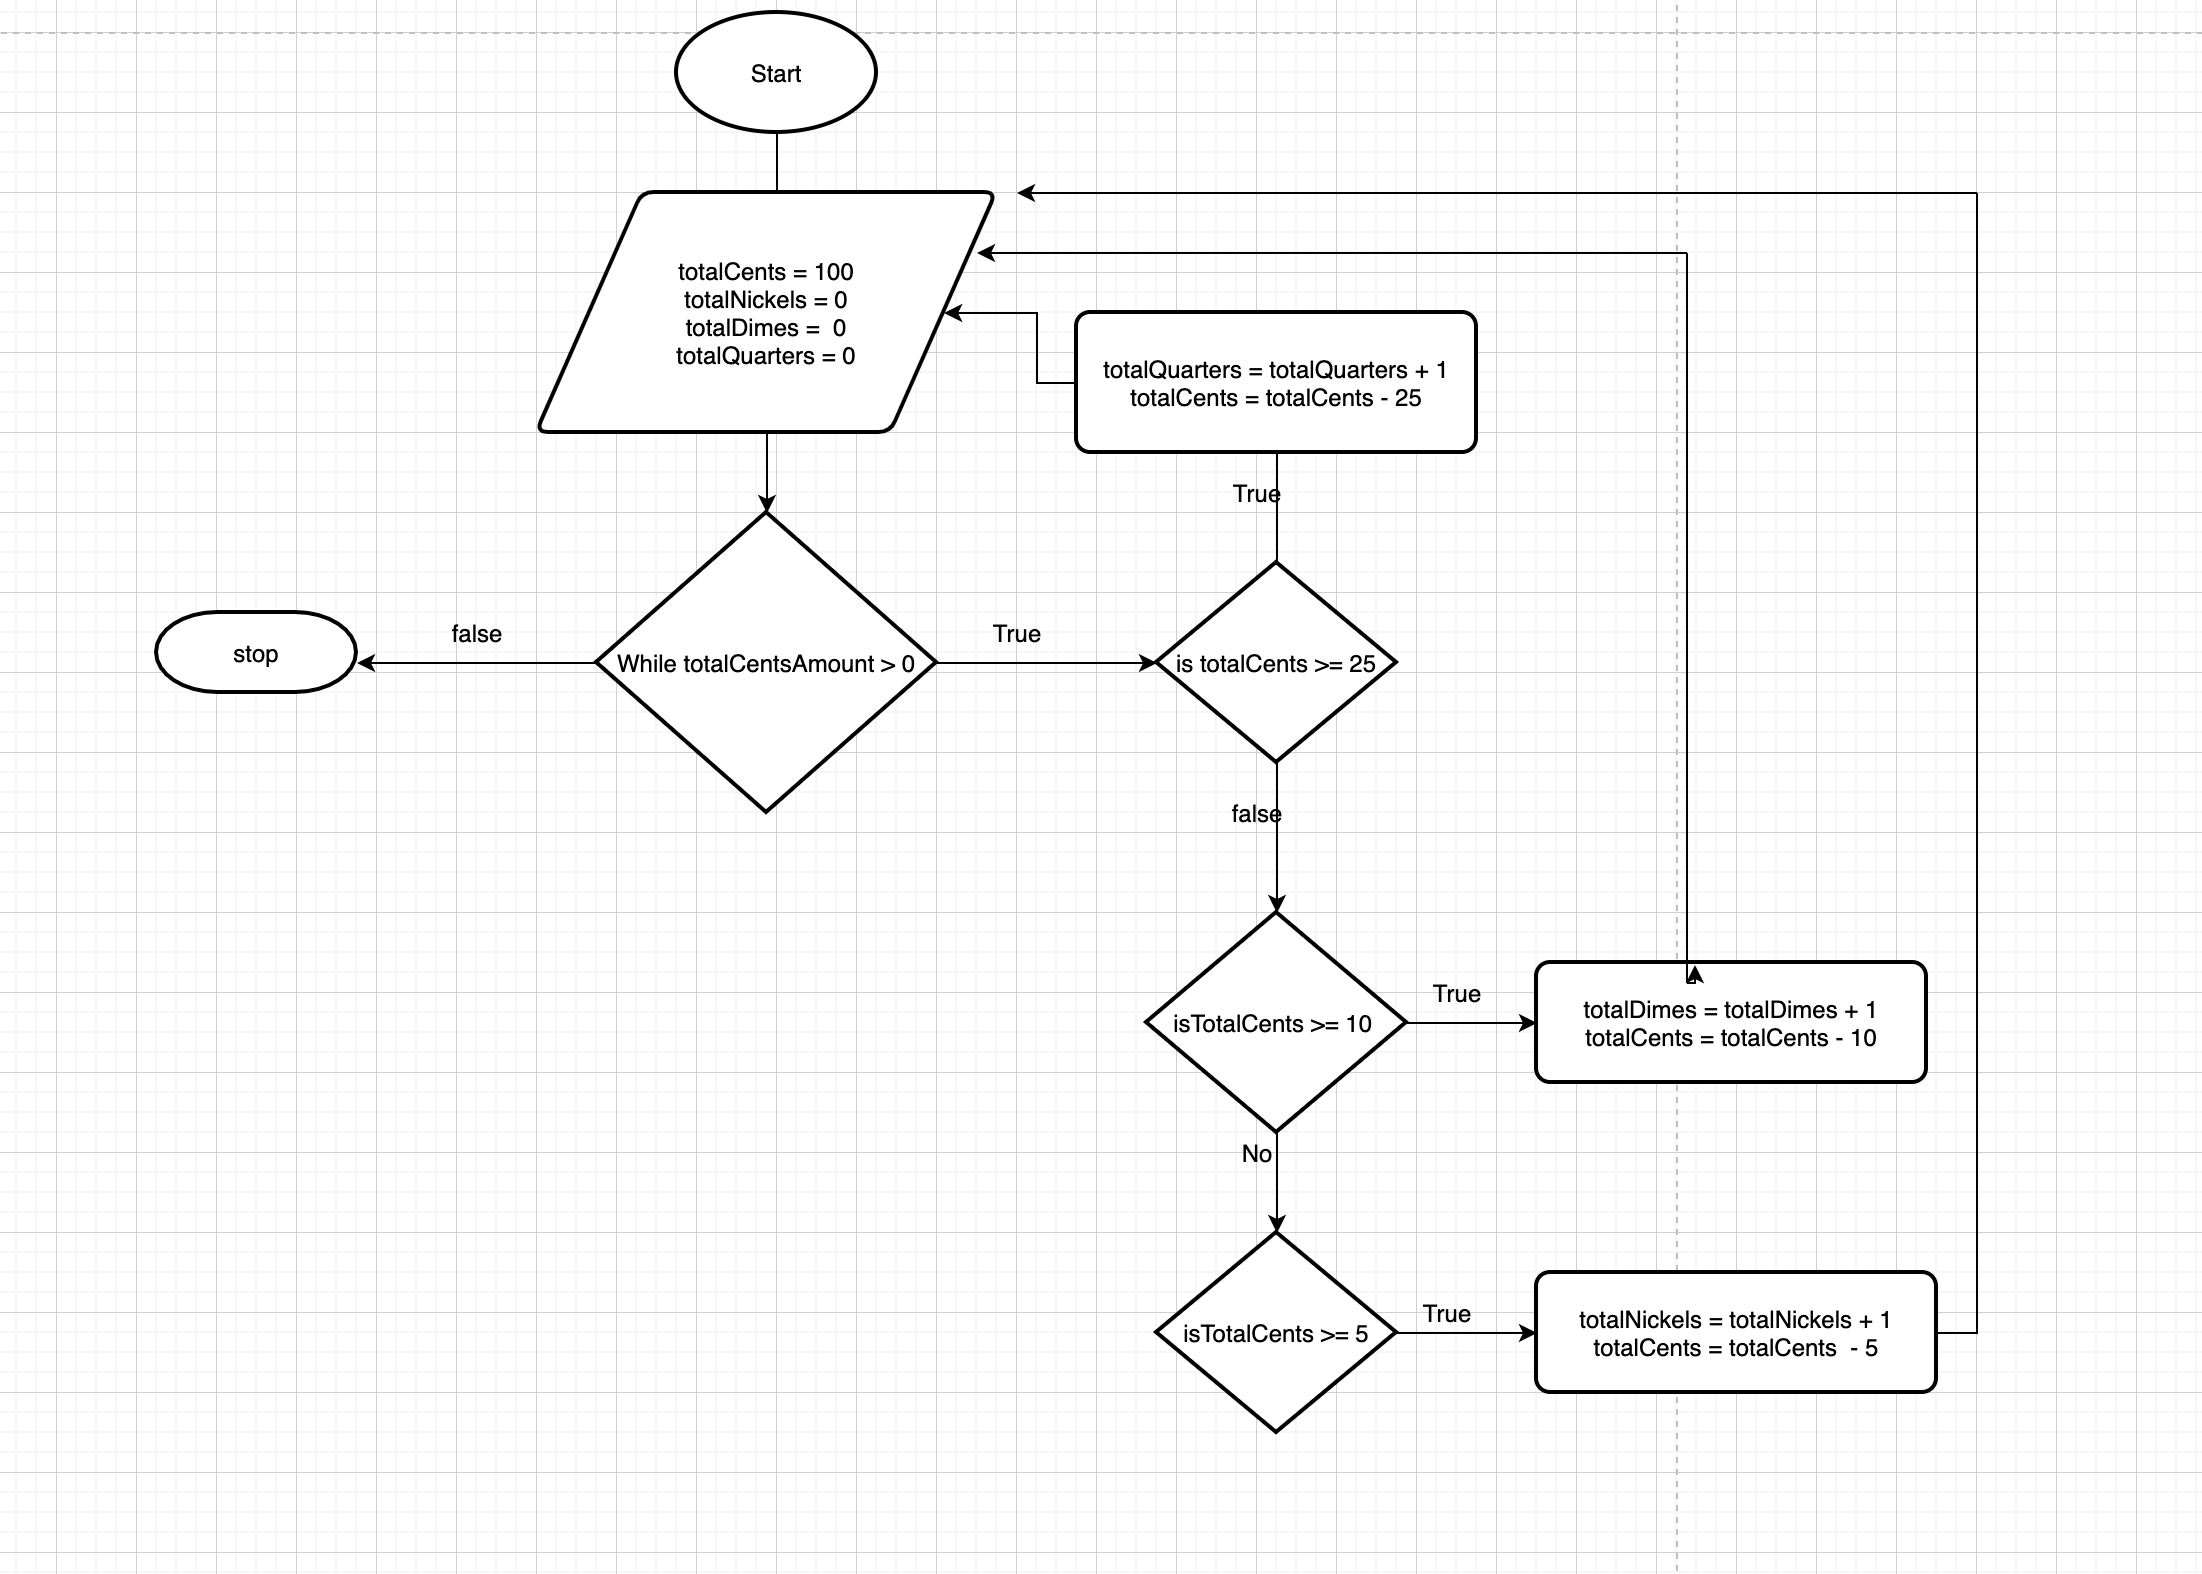 Start
totalCents = 100
totalNickels = 0
totalDimes =  0
totalQuarters = 0
totalQuarters = totalQuarters + 1
totalCents = totalCents - 25
True
stop
false
While totalCentsAmount > 0
True
is totalCents >= 25
false
isTotalCents >= 10
True
totalDimes = totalDimes + 1
totalCents = totalCents - 10
No
isTotalCents >= 5
True
totalNickels = totalNickels + 1
totalCents = totalCents  - 5